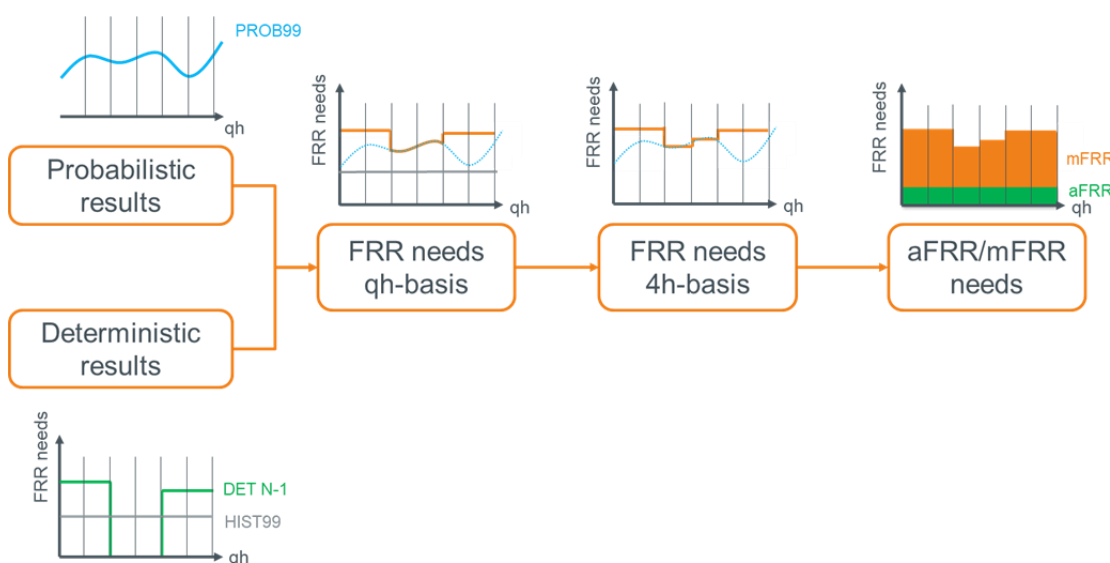 PROB99
qh
Probabilistic
results
Deterministic
results
FRR needs
DET N-1
HIST99
qh
FRR needs
qh
FRR needs
qh-basis
FRR needs
qh
FRR needs
4h-basis
FRR needs
mFRR
aFRR
qh
aFRR/mFRR
needs